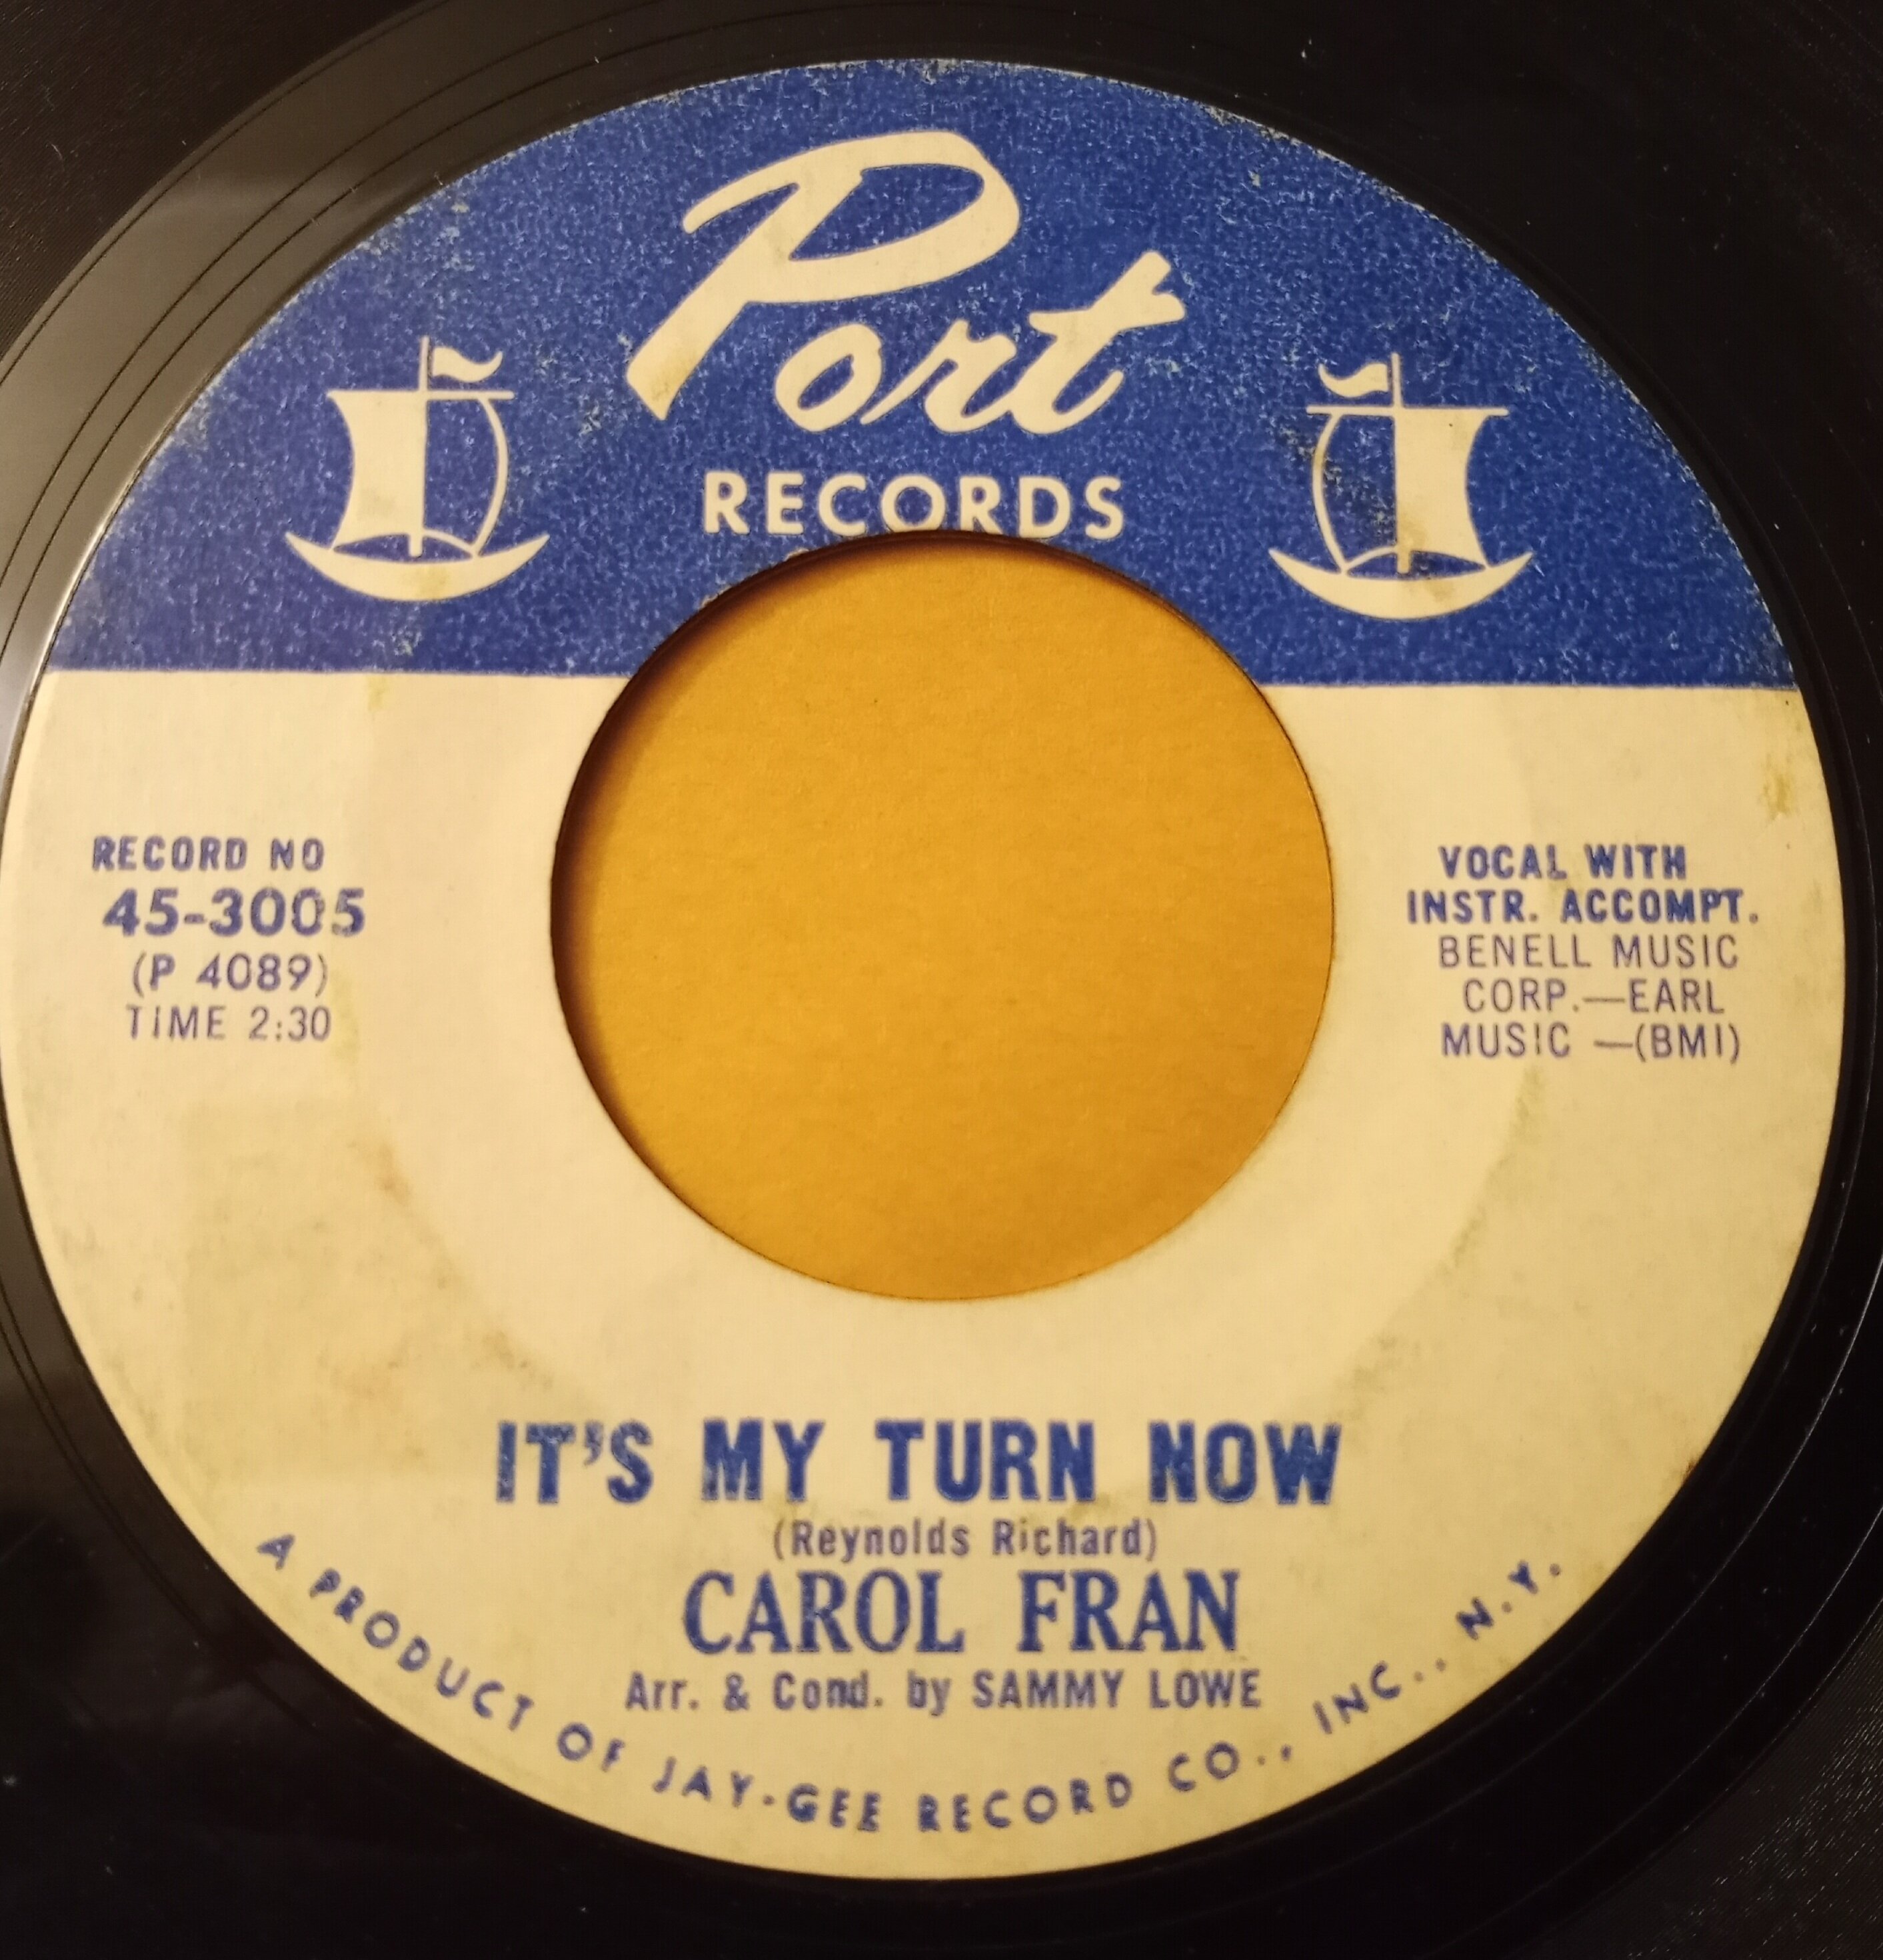 Port
RECORDS
RECORD NO
45-3005
(P 4089)
TIME 2:30
VOCAL WITH
INSTR. ACCOMPT.
BENELL MUSIC
CORP.—EARL
MUSIC —(BMI)
IT'S MY TURN NOW
(Reynolds Richard)
CAROL FRAN
Arr. & Cond. by SAMMY LOWE
A PRODUCT OF JAY-GEE RECORD CO., INC., N.Y.